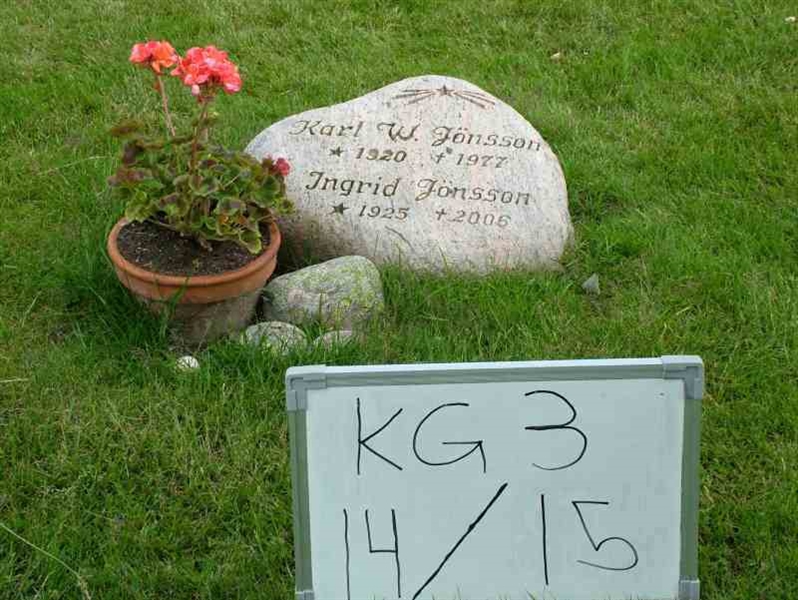 Karl W. Jönsson
* 1920 † 1977
Ingrid Jönsson
* 1925 † 2006
KG 3
14/15